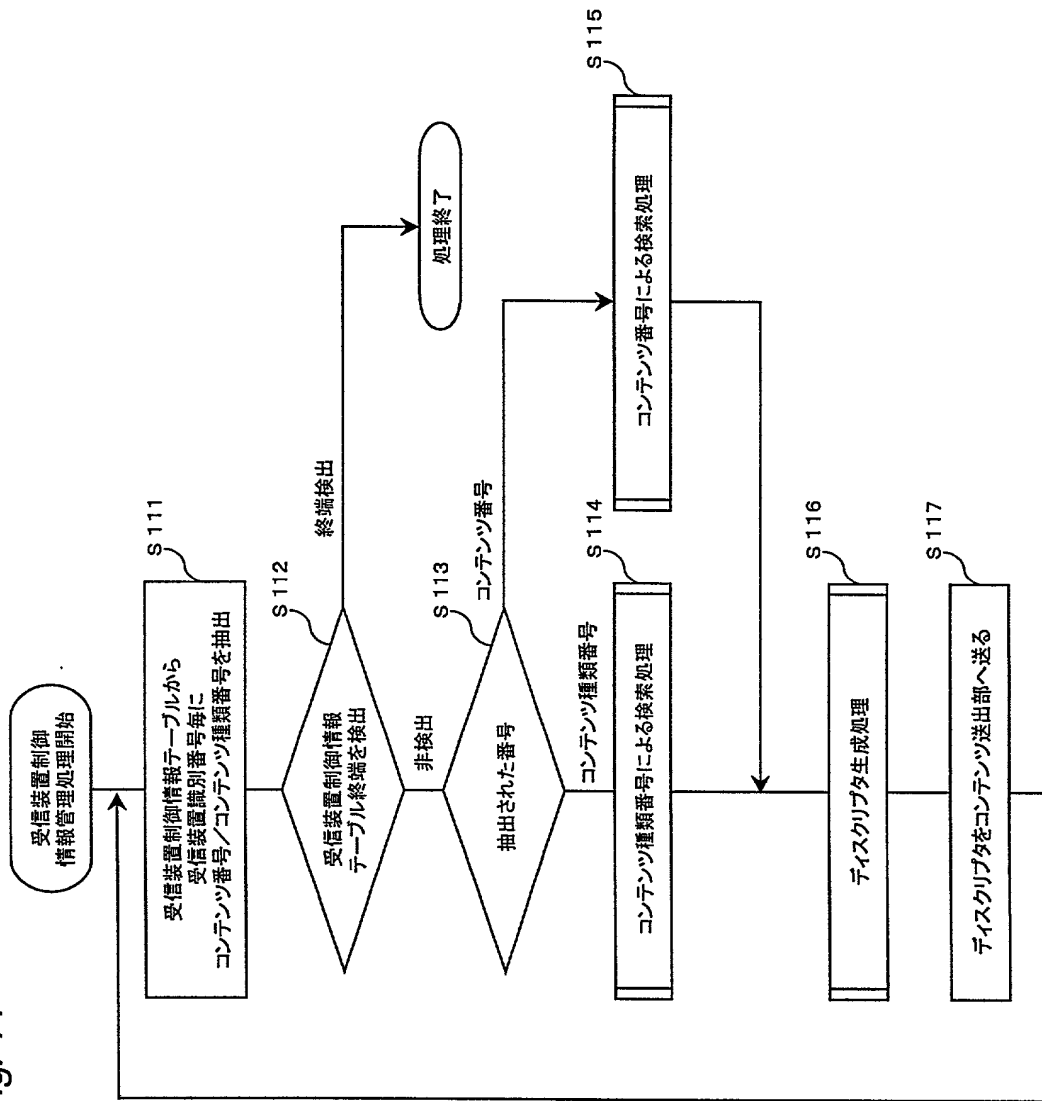 受信装置制御
情報管理処理開始
S111
受信装置制御情報テーブルから
受信装置識別番号毎に
コンテンツ番号／コンテンツ種類番号を抽出
S112
受信装置制御情報
テーブル終端を検出
終端検出
処理終了
非検出
S113
抽出された番号
コンテンツ番号
コンテンツ種類番号
S114
コンテンツ種類番号による検索処理
S115
コンテンツ番号による検索処理
S116
ディスクリプタ生成処理
S117
ディスクリプタをコンテンツ送出部へ送る